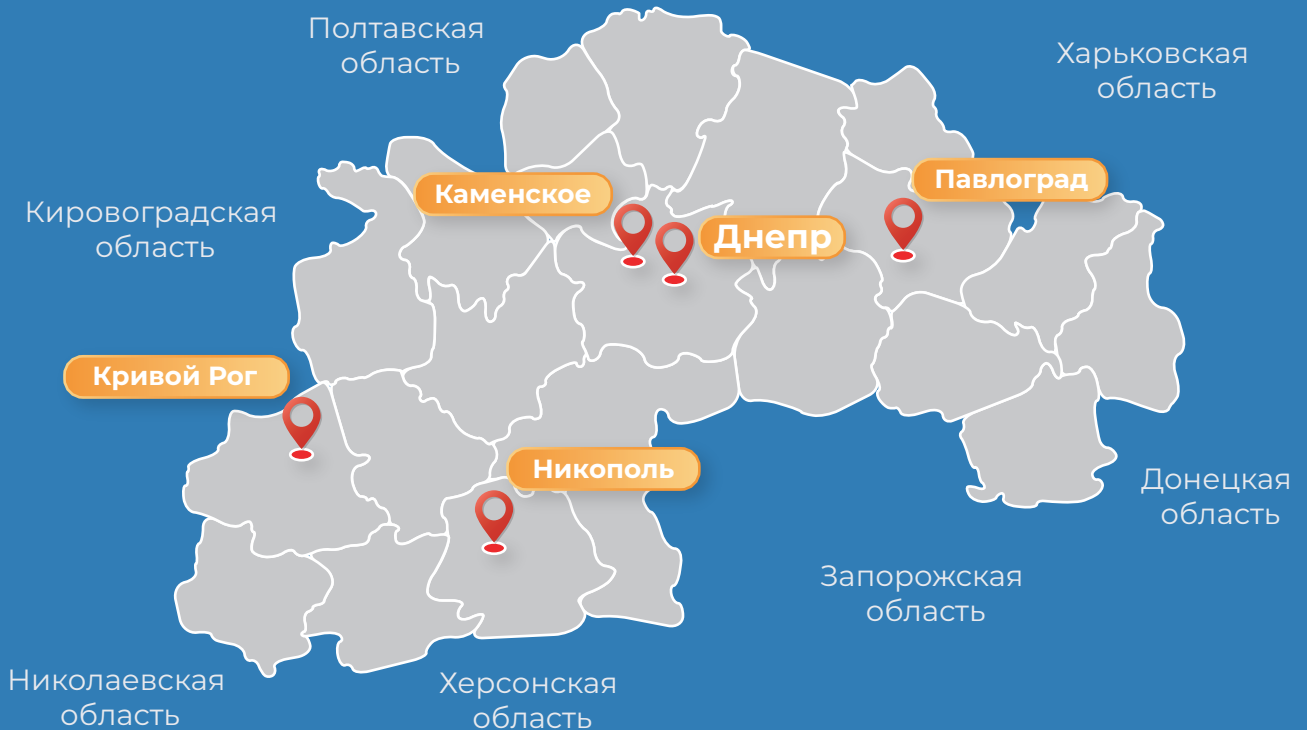 Полтавская
область
Харьковская
область
Каменское
Павлоград
Кировоградская
область
Днепр
Кривой Рог
Никополь
Донецкая
область
Запорожская
область
Николаевская
область
Херсонская
область